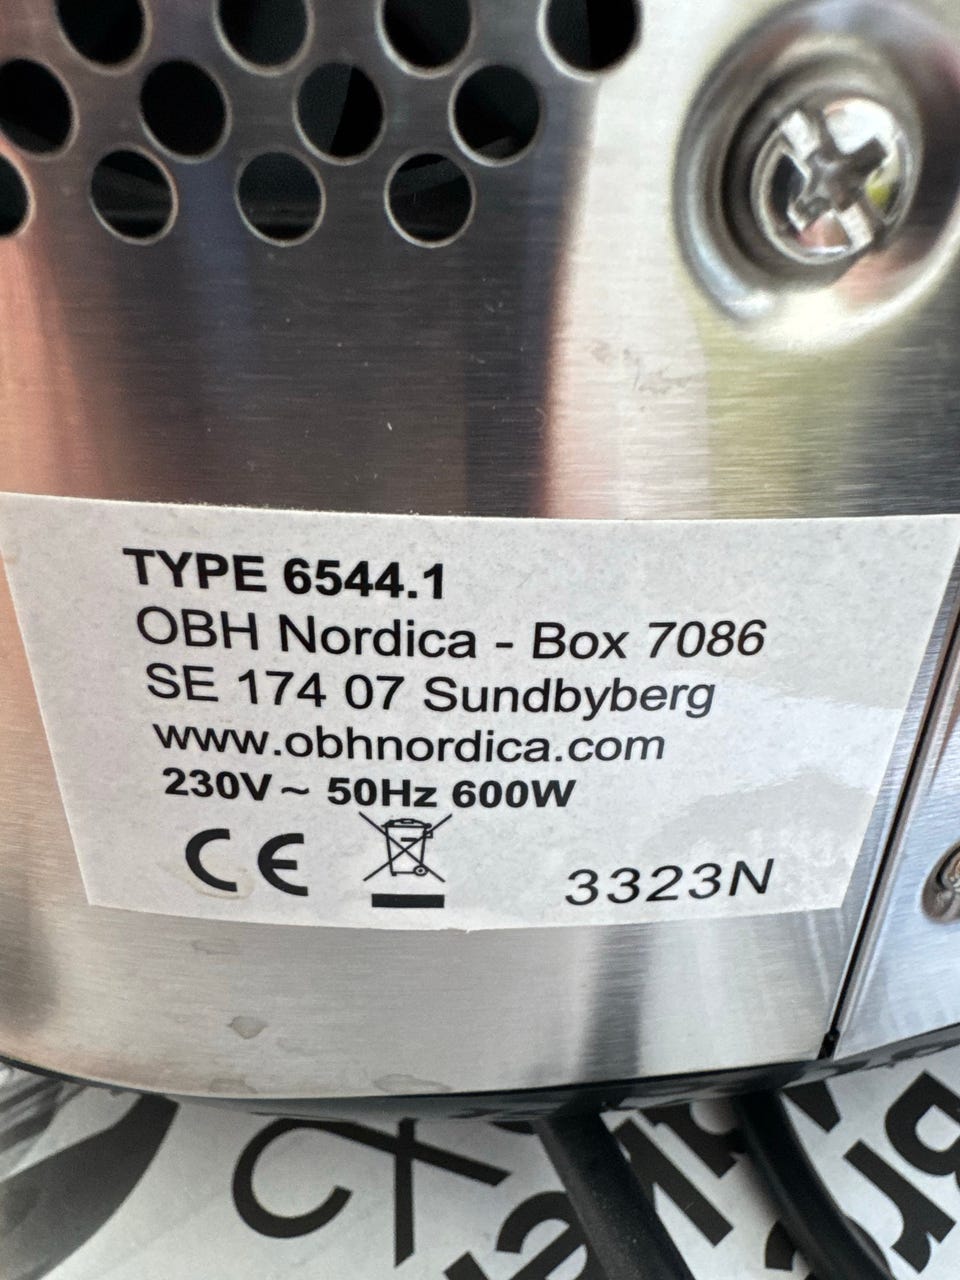 TYPE 6544.1
OBH Nordica - Box 7086
SE 174 07 Sundbyberg
www.obhnordica.com
230V ~ 50Hz 600W
CE
3323N